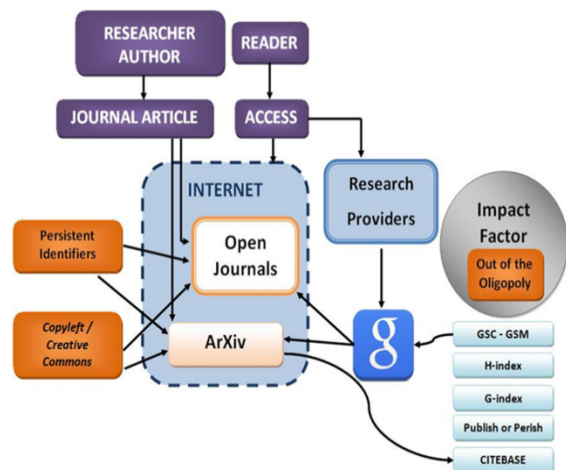 RESEARCHER
AUTHOR
READER
JOURNAL ARTICLE
ACCESS
INTERNET
Research
Providers
Impact
Factor
Out of the
Oligopoly
Persistent
Identifiers
Open
Journals
Copyleft /
Creative
Commons
ArXiv
g
GSC - GSM
H-index
G-index
Publish or Perish
CITEBASE